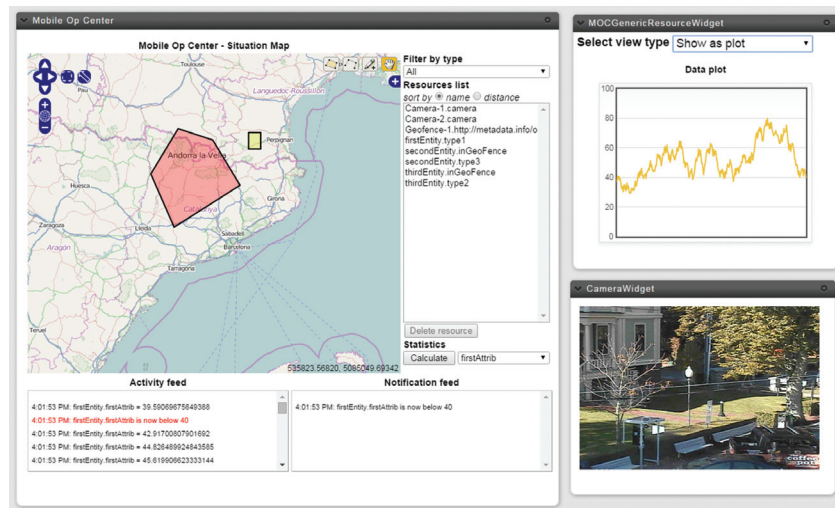 Mobile Op Center
Mobile Op Center - Situation Map
Toulouse
Pau
Languedoc-Roussillon
Perpignan
Andorra la Vella
Huesca
Girona
Catalunya
Zaragoza
Lleida
Sabadell
Barcelona
Aragón
Tarragona
Teruel
535823.56820, 5085049.69342
Filter by type
All
Resources list
sort by name distance
Camera-1.camera
Camera-2.camera
Geofence-1.http://metadata.info/o
firstEntity.type1
secondEntity.inGeoFence
secondEntity.type3
thirdEntity.inGeoFence
thirdEntity.type2
Delete resource
Statistics
Calculate firstAttrib
Activity feed
4:01:53 PM: firstEntity.firstAttrib = 39.59069675649388
4:01:53 PM: firstEntity.firstAttrib is now below 40
4:01:53 PM: firstEntity.firstAttrib = 42.91700807901692
4:01:53 PM: firstEntity.firstAttrib = 44.826489924843585
4:01:53 PM: firstEntity.firstAttrib = 45.619906623333144
Notification feed
4:01:53 PM: firstEntity.firstAttrib is now below 40
MOCGenericResourceWidget
Select view type Show as plot
Data plot
100
80
60
40
20
0
CameraWidget
coffee
pot